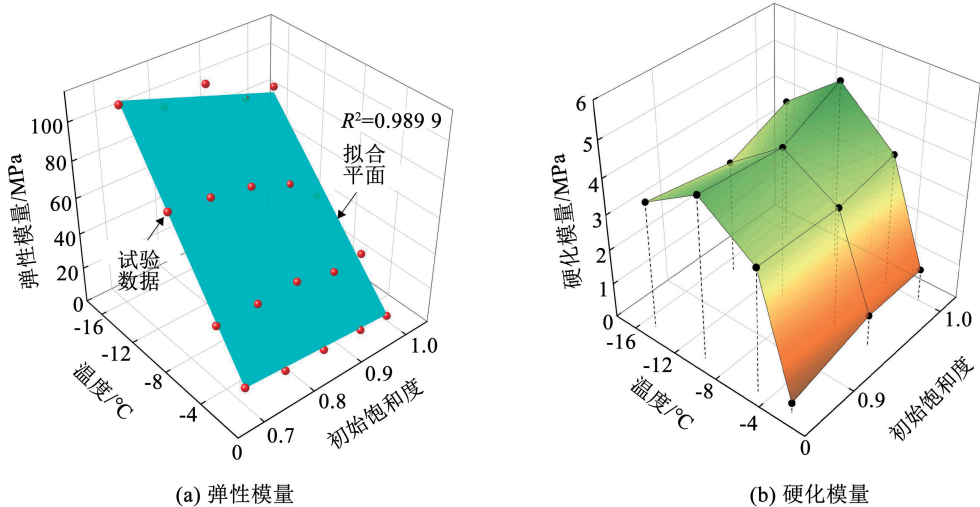 100
80
60
40
20
0
弹性模量/MPa
-16
-12
-8
-4
0
温度/℃
0.7
0.8
0.9
1.0
初始饱和度
R²=0.989 9
拟合
平面
试验
数据
(a) 弹性模量
6
5
4
3
2
1
0
硬化模量/MPa
-16
-12
-8
-4
0
温度/℃
0.9
1.0
初始饱和度
(b) 硬化模量